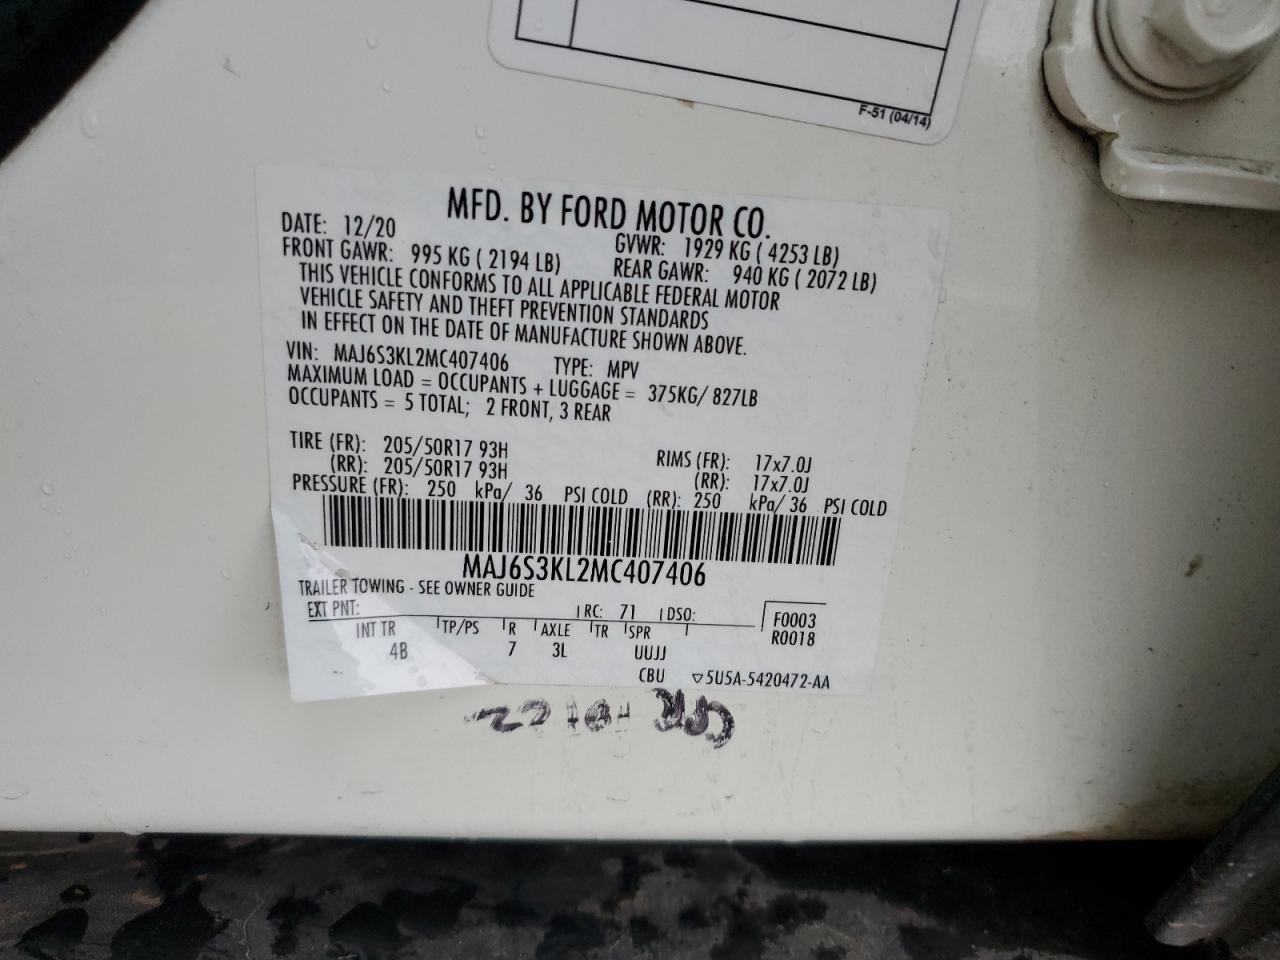 F-51 (04/14)
MFD. BY FORD MOTOR CO.
DATE: 12/20 GVWR: 1929 KG ( 4253 LB)
FRONT GAWR: 995 KG ( 2194 LB) REAR GAWR: 940 KG ( 2072 LB)
THIS VEHICLE CONFORMS TO ALL APPLICABLE FEDERAL MOTOR
VEHICLE SAFETY AND THEFT PREVENTION STANDARDS
IN EFFECT ON THE DATE OF MANUFACTURE SHOWN ABOVE.
VIN: MAJ6S3KL2MC407406 TYPE: MPV
MAXIMUM LOAD = OCCUPANTS + LUGGAGE = 375KG/ 827LB
OCCUPANTS = 5 TOTAL; 2 FRONT, 3 REAR
TIRE (FR): 205/50R17 93H RIMS (FR): 17x7.0J
(RR): 205/50R17 93H (RR): 17x7.0J
PRESSURE (FR): 250 kPa/ 36 PSI COLD (RR): 250 kPa/ 36 PSI COLD
MAJ6S3KL2MC407406
TRAILER TOWING - SEE OWNER GUIDE
EXT PNT: RC: 71 DSO: F0003
INT TR TP/PS R AXLE TR SPR R0018
4B 7 3L UUJJ
CBU ▽5U5A-5420472-AA